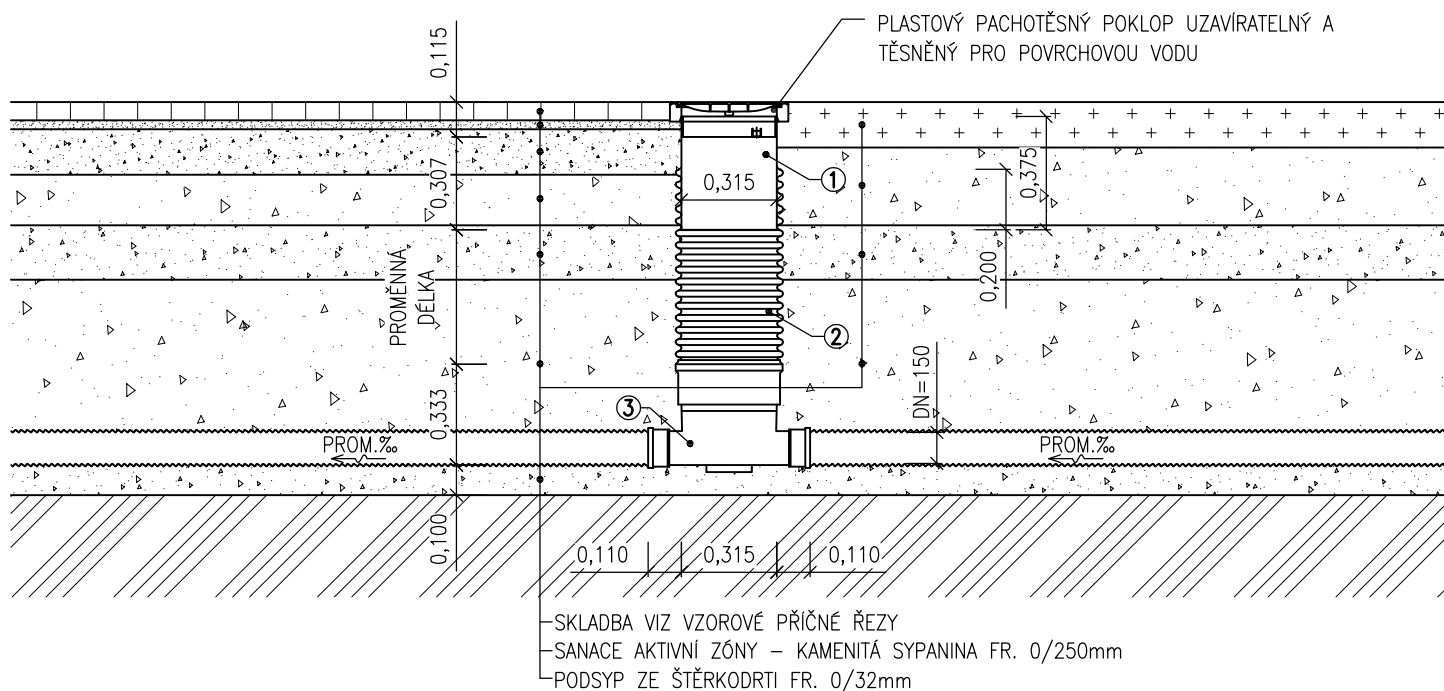 PLASTOVÝ PACHOTĚSNÝ POKLOP UZAVÍRATELNÝ A
TĚSNĚNÝ PRO POVRCHOVOU VODU
0,115
0,307
PROMĚNNÁ
DÉLKA
0,333
0,100
0,315
1
2
3
0,375
0,200
DN=150
PROM.‰
PROM.‰
0,110
0,315
0,110
SKLADBA VIZ VZOROVÉ PŘÍČNÉ ŘEZY
SANACE AKTIVNÍ ZÓNY – KAMENITÁ SYPANINA FR. 0/250mm
PODSYP ZE ŠTĚRKODRTI FR. 0/32mm